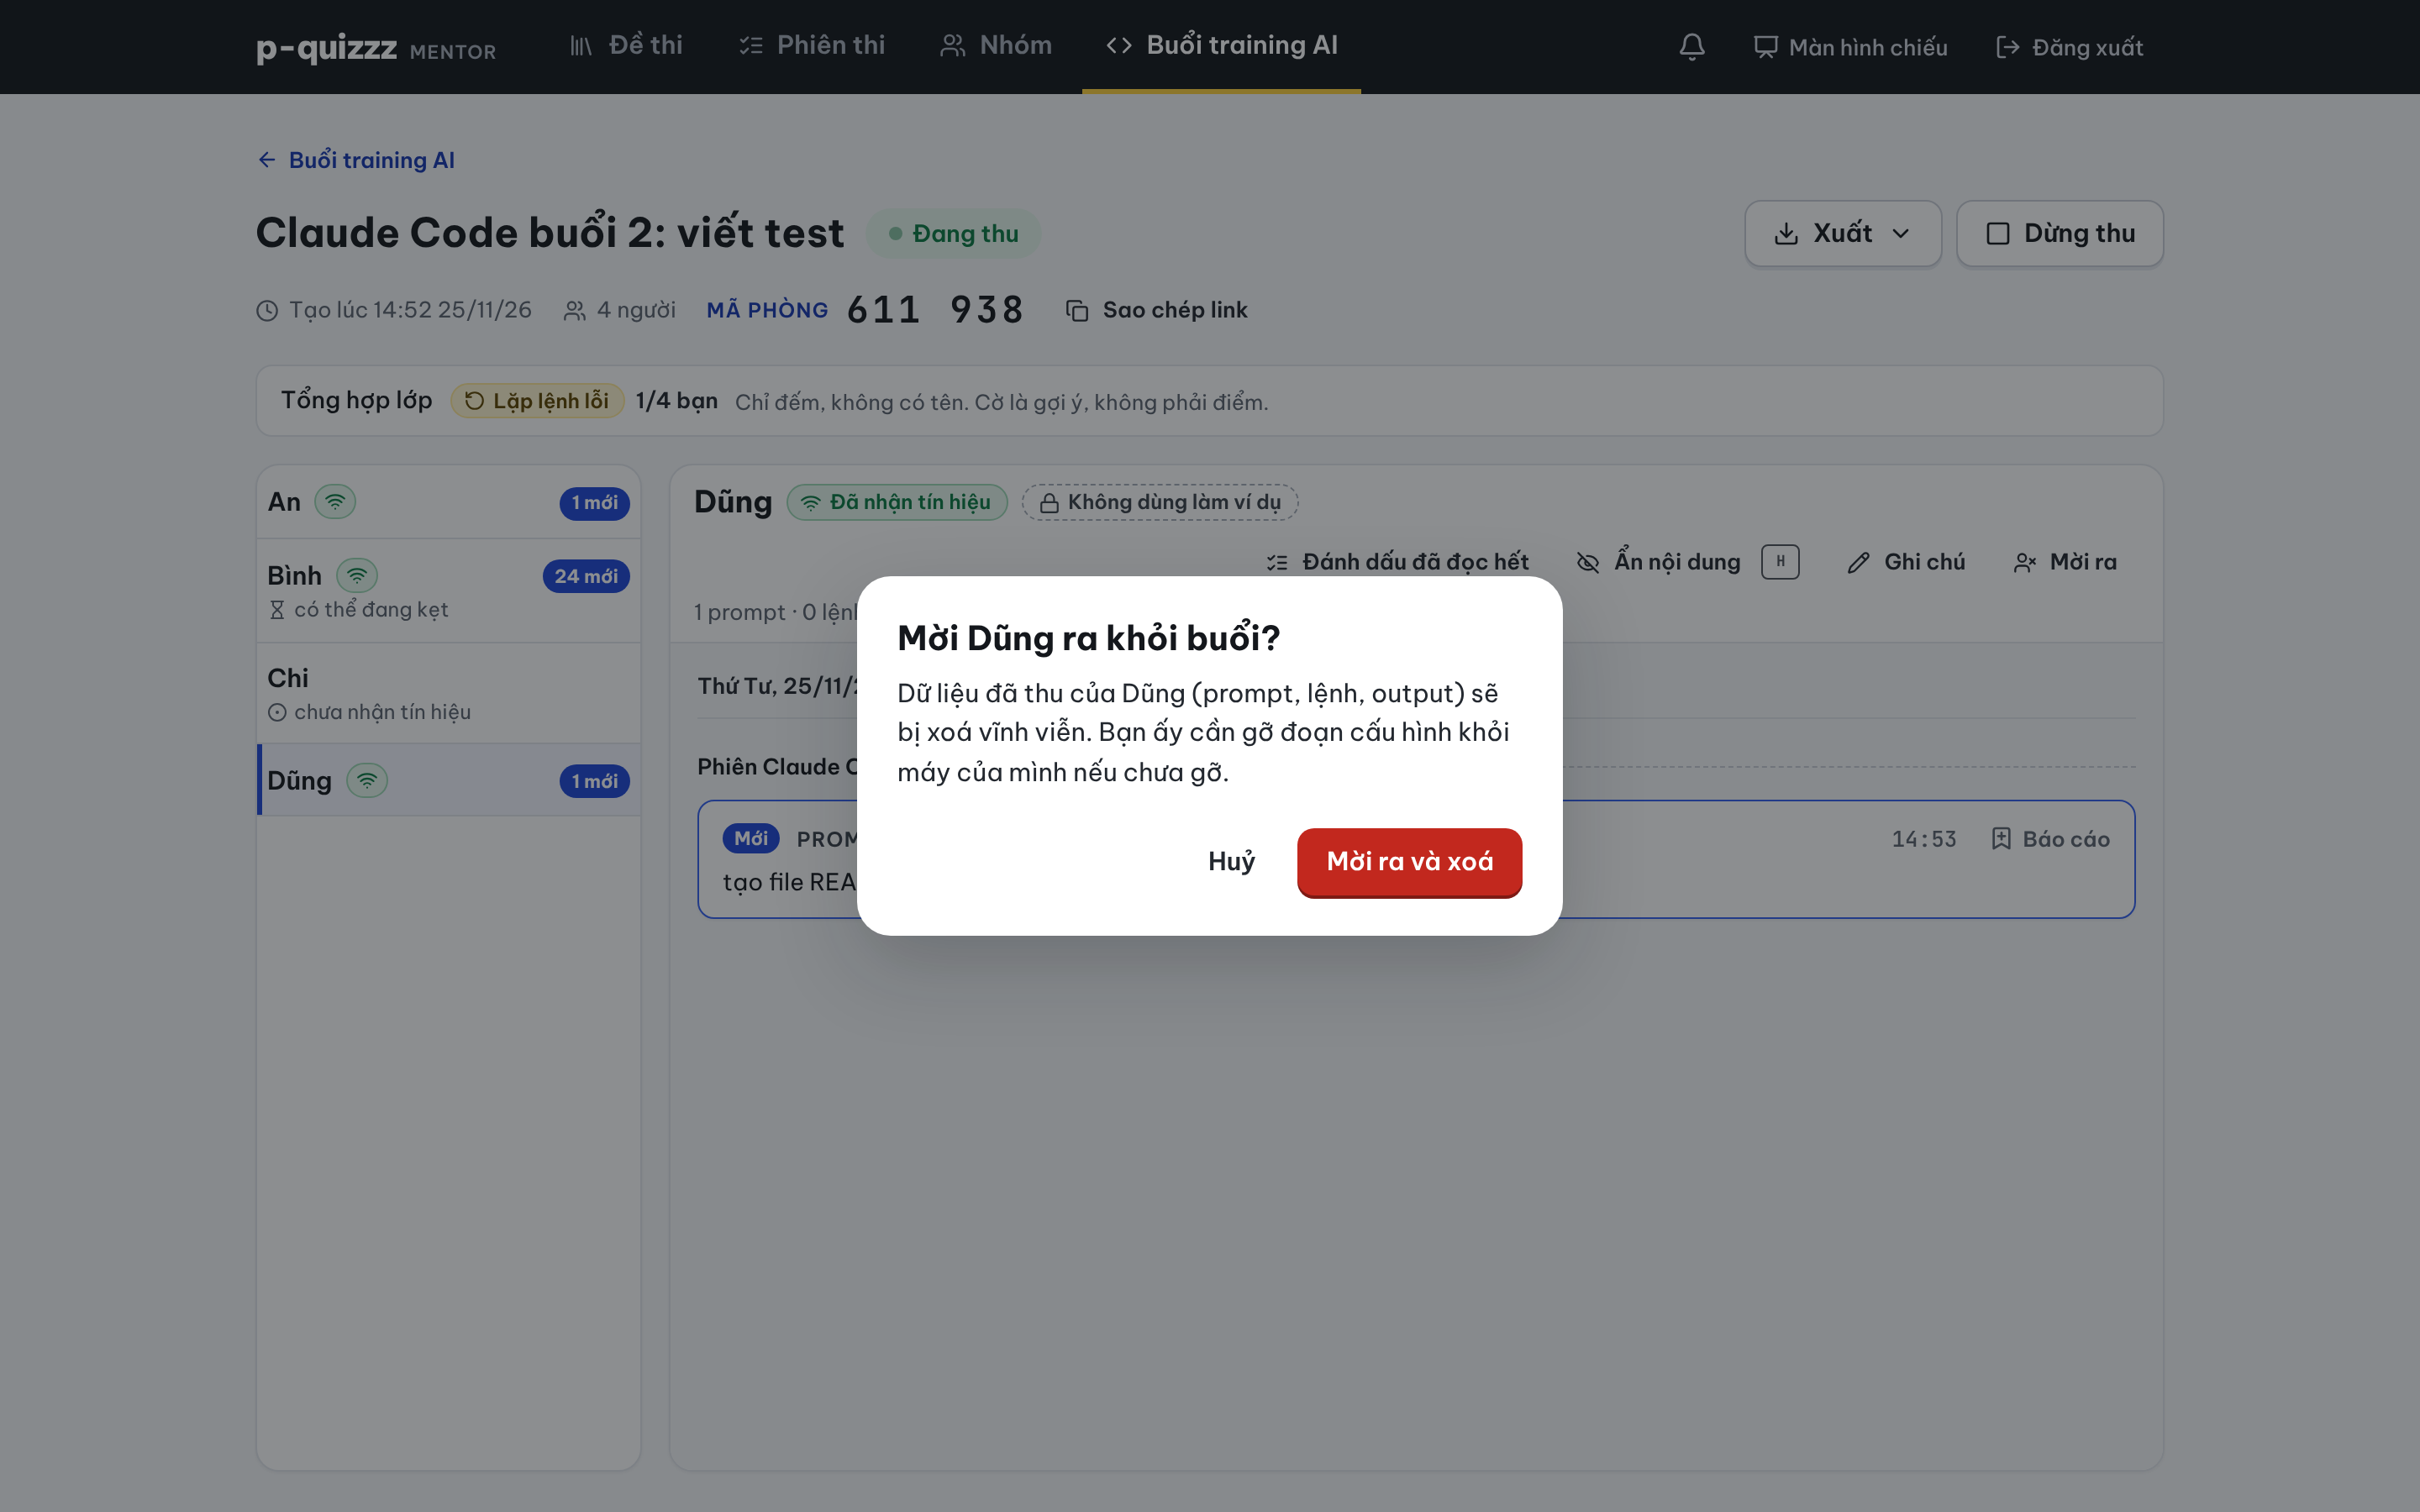 p-quizzz MENTOR
Đề thi
Phiên thi
Nhóm
Buổi training AI
Màn hình chiếu
Đăng xuất
Buổi training AI
Claude Code buổi 2: viết test
Đang thu
Xuất
Dừng thu
Tạo lúc 14:52 25/11/26
4 người
MÃ PHÒNG 611 938
Sao chép link
Tổng hợp lớp
Lặp lệnh lỗi
1/4 bạn
Chỉ đếm, không có tên. Cờ là gợi ý, không phải điểm.
An
1 mới
Bình
24 mới
có thể đang kẹt
Chi
chưa nhận tín hiệu
Dũng
1 mới
Dũng
Đã nhận tín hiệu
Không dùng làm ví dụ
Đánh dấu đã đọc hết
Ẩn nội dung
H
Ghi chú
Mời ra
1 prompt · 0
Thứ Tư, 25/11/
Phiên Claude
Mới
14:53
Báo cáo
tạo file
Mời Dũng ra khỏi buổi?
Dữ liệu đã thu của Dũng (prompt, lệnh, output) sẽ
bị xoá vĩnh viễn. Bạn ấy cần gỡ đoạn cấu hình khỏi
máy của mình nếu chưa gỡ.
Huỷ
Mời ra và xoá